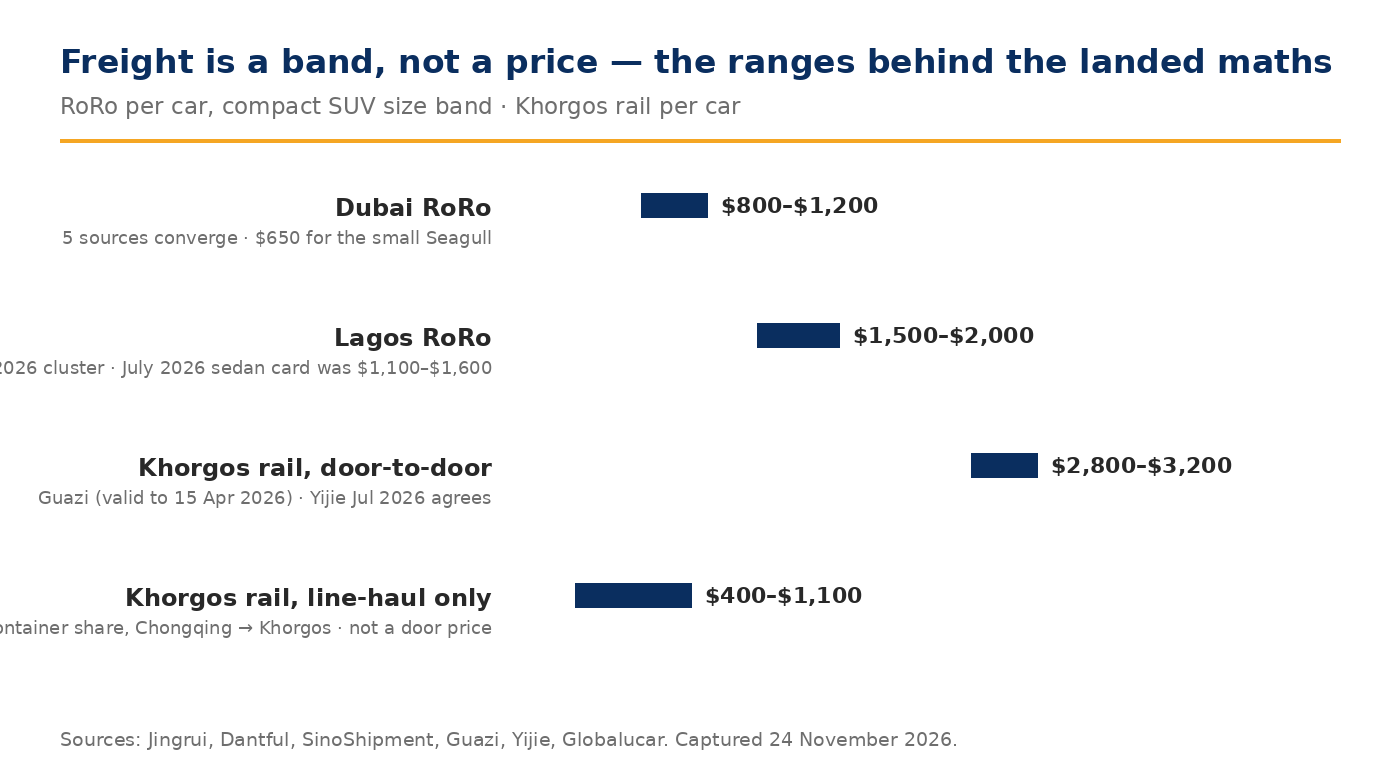 Freight is a band, not a price — the ranges behind the landed maths
RoRo per car, compact SUV size band · Khorgos rail per car
Dubai RoRo
$800–$1,200
5 sources converge · $650 for the small Seagull
Lagos RoRo
$1,500–$2,000
2026 cluster · July 2026 sedan card was $1,100–$1,600
Khorgos rail, door-to-door
$2,800–$3,200
Guazi (valid to 15 Apr 2026) · Yijie Jul 2026 agrees
Khorgos rail, line-haul only
$400–$1,100
share, Chongqing → Khorgos · not a door price
Sources: Jingrui, Dantful, SinoShipment, Guazi, Yijie, Globalucar. Captured 24 November 2026.